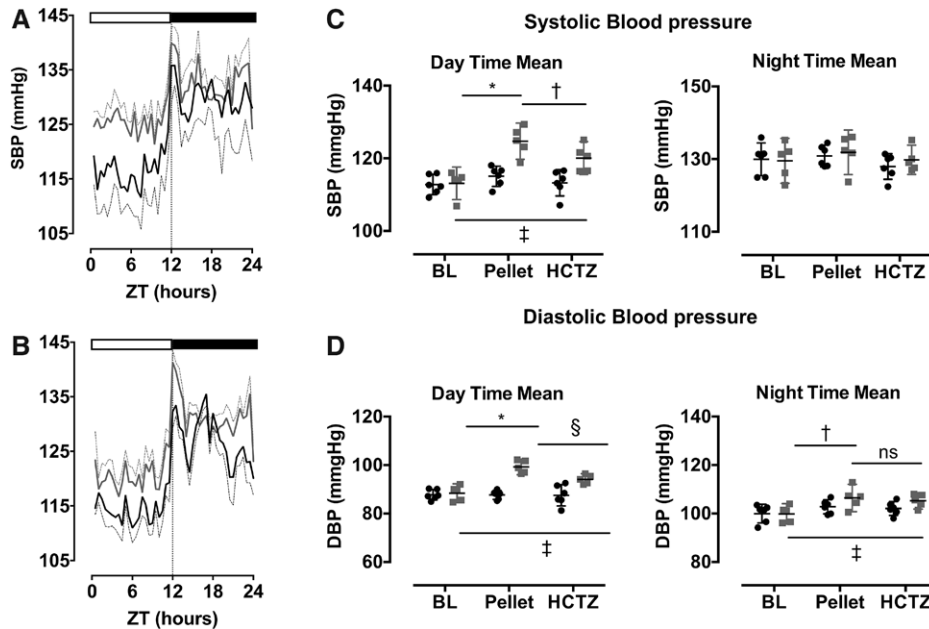 A
SBP (mmHg)
145
135
125
115
105
0 6 12 18 24
ZT (hours)
B
SBP (mmHg)
145
135
125
115
105
0 6 12 18 24
ZT (hours)
C
Systolic Blood pressure
Day Time Mean
SBP (mmgHg)
140
120
100
* †
‡
BL Pellet HCTZ
Night Time Mean
SBP (mmHg)
150
130
110
BL Pellet HCTZ
Diastolic Blood pressure
D
Day Time Mean
DBP (mmgHg)
120
100
80
60
* §
‡
BL Pellet HCTZ
Night Time Mean
DBP (mmgHg)
140
120
100
80
† ns
‡
BL Pellet HCTZ